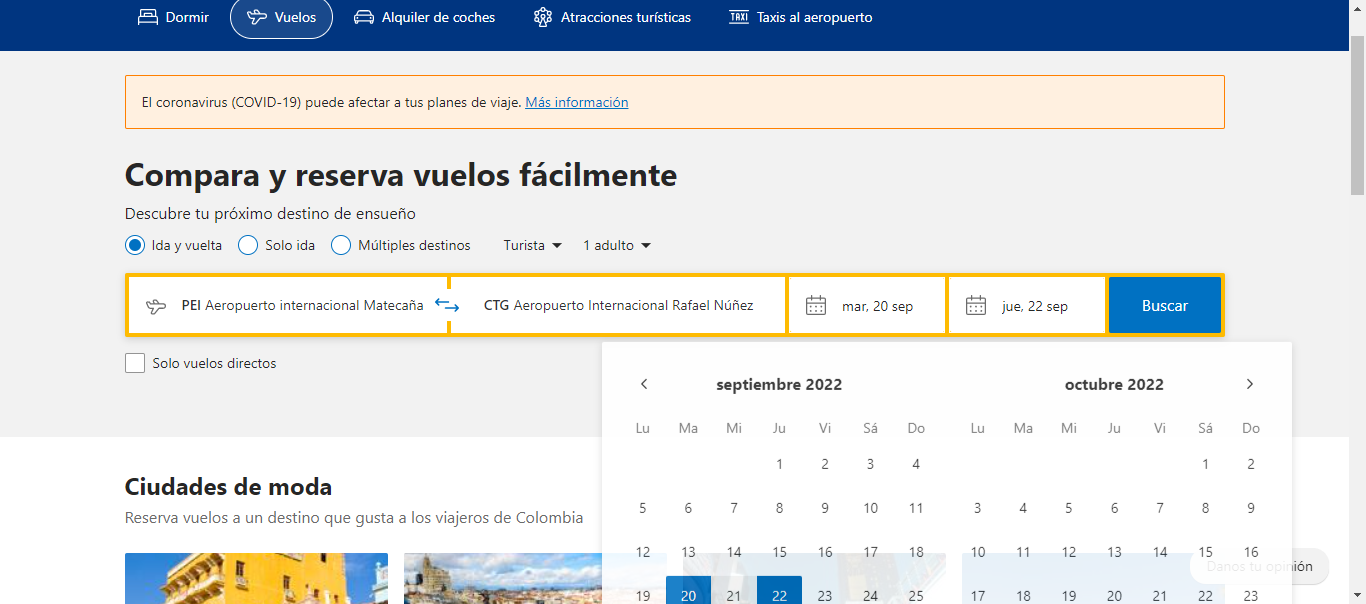 Dormir Vuelos Alquiler de coches Atracciones turísticas TAXI Taxis al aeropuerto
El coronavirus (COVID-19) puede afectar a tus planes de viaje. Más información
Compara y reserva vuelos fácilmente
Descubre tu próximo destino de ensueño
Ida y vuelta Solo ida Múltiples destinos Turista 1 adulto
PEI Aeropuerto internacional Matecaña CTG Aeropuerto Internacional Rafael Núñez mar, 20 sep jue, 22 sep Buscar
Solo vuelos directos
septiembre 2022 octubre 2022
Lu Ma Mi Ju Vi Sá Do Lu Ma Mi Ju Vi Sá Do
1 2 3 4 1 2
5 6 7 8 9 10 11 3 4 5 6 7 8 9
12 13 14 15 16 17 18 10 11 12 13 14 15 16
19 20 21 22 23 24 25 17 18 19 20 21 22 23
Ciudades de moda
Reserva vuelos a un destino que gusta a los viajeros de Colombia
Danos tu opinión